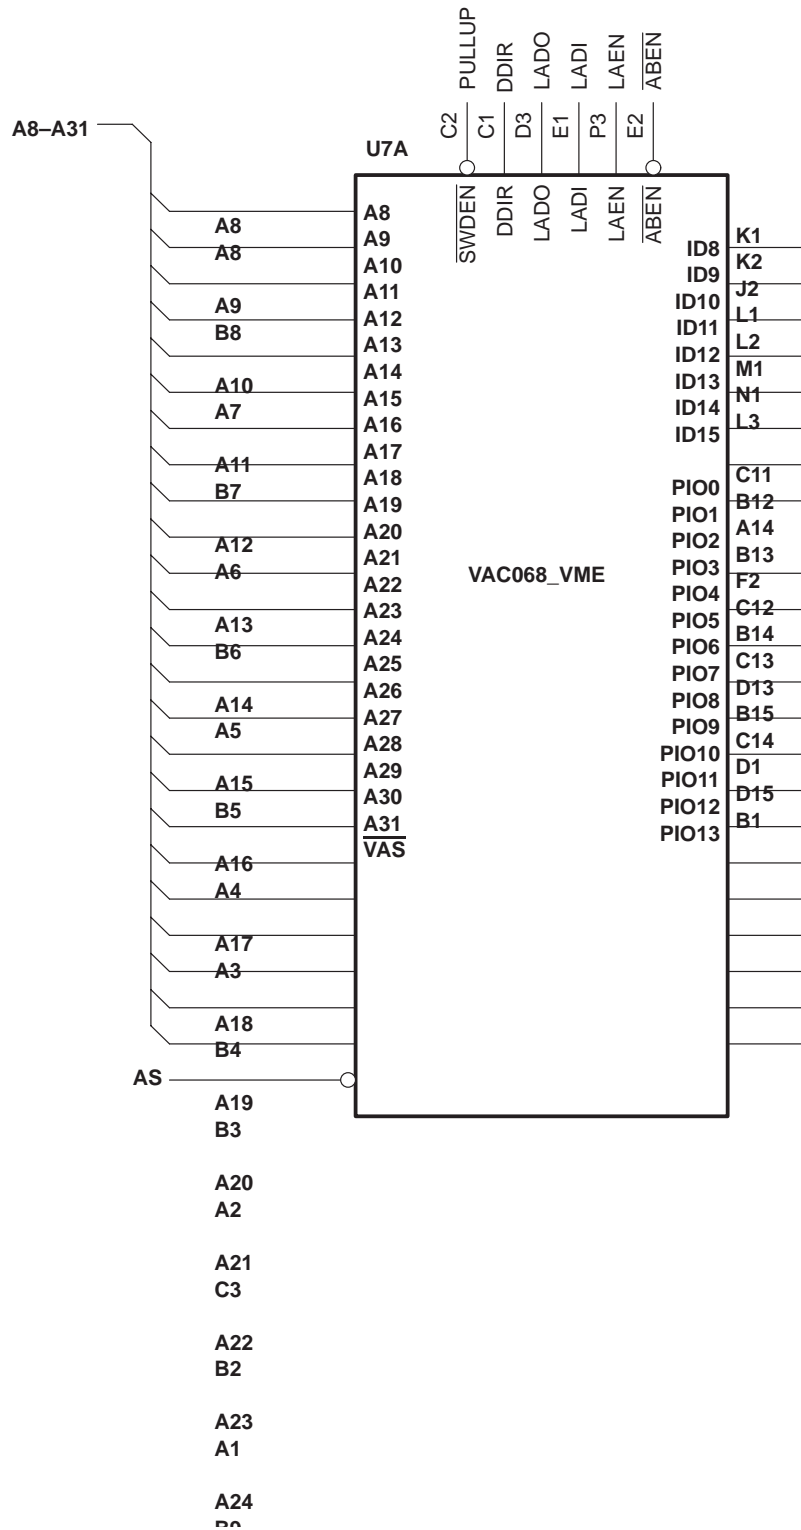 PULLUP
DDIR
LADO
LADI
LAEN
ABEN
C2
C1
D3
E1
P3
E2
A8–A31
U7A
SWDEN
DDIR
LADO
LADI
LAEN
ABEN
A8
A8
A9
B8
A10
A7
A11
B7
A12
A6
A13
B6
A14
A5
A15
B5
A16
A4
A17
A3
A18
B4
AS
A19
B3
A20
A2
A21
C3
A22
B2
A23
A1
A24
A8
A9
A10
A11
A12
A13
A14
A15
A16
A17
A18
A19
A20
A21
A22
A23
A24
A25
A26
A27
A28
A29
A30
A31
VAS
VAC068_VME
ID8
ID9
ID10
ID11
ID12
ID13
ID14
ID15
PIO0
PIO1
PIO2
PIO3
PIO4
PIO5
PIO6
PIO7
PIO8
PIO9
PIO10
PIO11
PIO12
PIO13
K1
K2
J2
L1
L2
M1
N1
L3
C11
B12
A14
B13
F2
C12
B14
C13
D13
B15
C14
D1
D15
B1